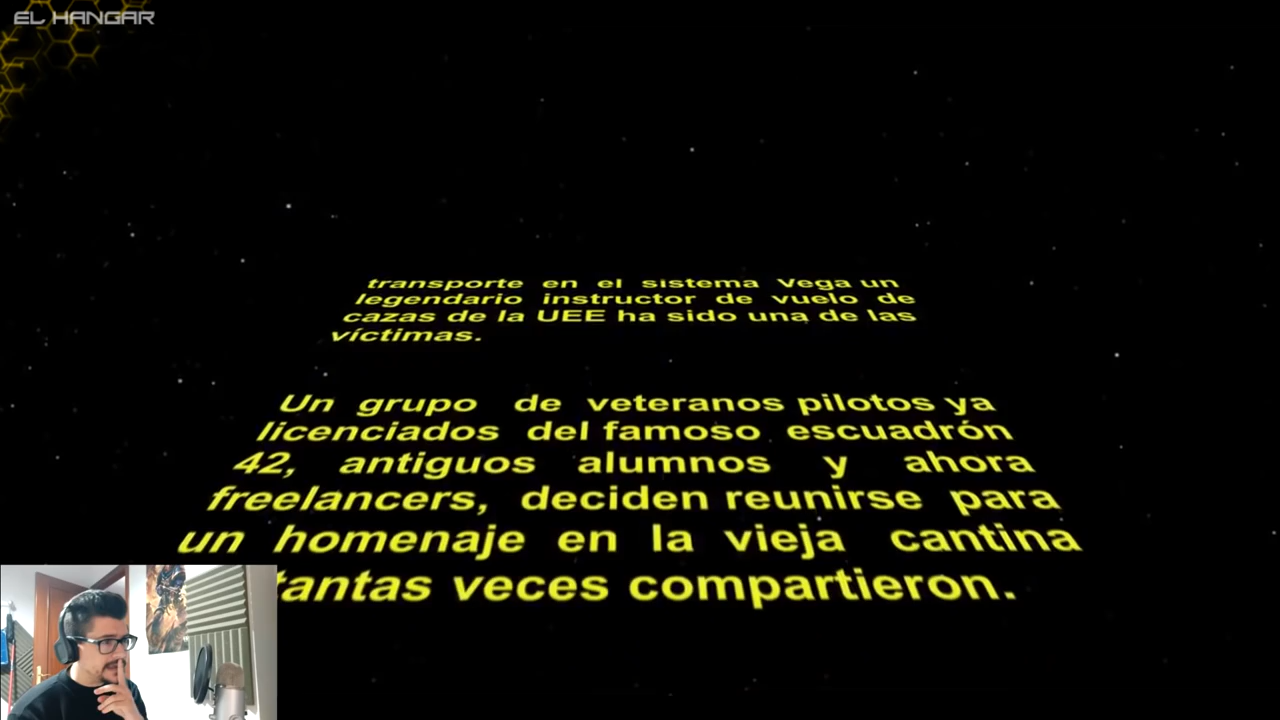 EL HANGAR
transporte en el sistema Vega un
legendario instructor de vuelo de
cazas de la UEE ha sido una de las
víctimas.
Un grupo de veteranos pilotos ya
licenciados del famoso escuadrón
42, antiguos alumnos y ahora
freelancers, deciden reunirse para
un homenaje en la vieja cantina
tantas veces compartieron.